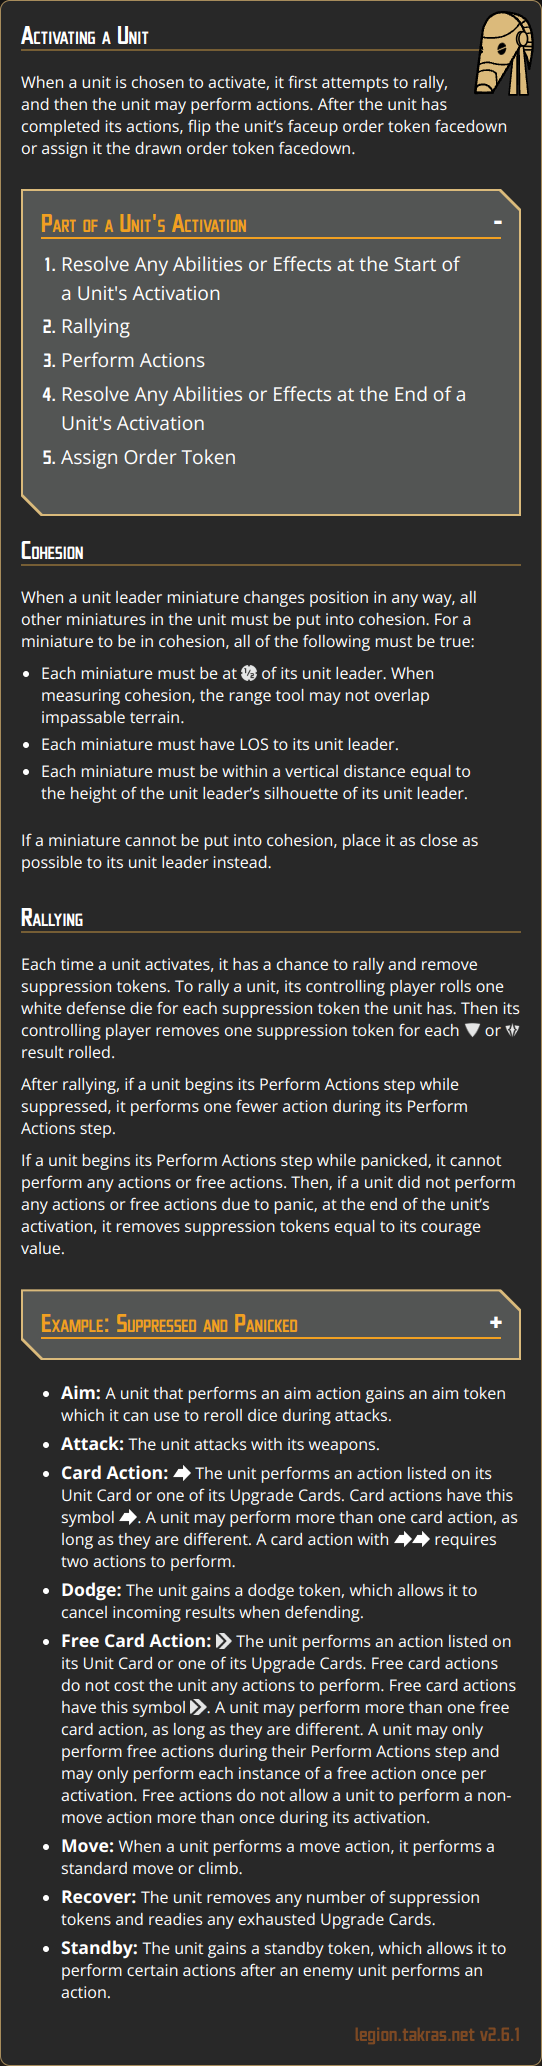 Activating a Unit
When a unit is chosen to activate, it first attempts to rally,
and then the unit may perform actions. After the unit has
completed its actions, flip the unit’s faceup order token facedown
or assign it the drawn order token facedown.
Part of a Unit's Activation -
1. Resolve Any Abilities or Effects at the Start of
a Unit's Activation
2. Rallying
3. Perform Actions
4. Resolve Any Abilities or Effects at the End of a
Unit's Activation
5. Assign Order Token
Cohesion
When a unit leader miniature changes position in any way, all
other miniatures in the unit must be put into cohesion. For a
miniature to be in cohesion, all of the following must be true:
• Each miniature must be at ½ of its unit leader. When
measuring cohesion, the range tool may not overlap
impassable terrain.
• Each miniature must have LOS to its unit leader.
• Each miniature must be within a vertical distance equal to
the height of the unit leader’s silhouette of its unit leader.
If a miniature cannot be put into cohesion, place it as close as
possible to its unit leader instead.
Rallying
Each time a unit activates, it has a chance to rally and remove
suppression tokens. To rally a unit, its controlling player rolls one
white defense die for each suppression token the unit has. Then its
controlling player removes one suppression token for each or
result rolled.
After rallying, if a unit begins its Perform Actions step while
suppressed, it performs one fewer action during its Perform
Actions step.
If a unit begins its Perform Actions step while panicked, it cannot
perform any actions or free actions. Then, if a unit did not perform
any actions or free actions due to panic, at the end of the unit’s
activation, it removes suppression tokens equal to its courage
value.
Example: Suppressed and Panicked +
• Aim: A unit that performs an aim action gains an aim token
which it can use to reroll dice during attacks.
• Attack: The unit attacks with its weapons.
• Card Action: The unit performs an action listed on its
Unit Card or one of its Upgrade Cards. Card actions have this
symbol . A unit may perform more than one card action, as
long as they are different. A card action with requires
two actions to perform.
• Dodge: The unit gains a dodge token, which allows it to
cancel incoming results when defending.
• Free Card Action: The unit performs an action listed on
its Unit Card or one of its Upgrade Cards. Free card actions
do not cost the unit any actions to perform. Free card actions
have this symbol . A unit may perform more than one free
card action, as long as they are different. A unit may only
perform free actions during their Perform Actions step and
may only perform each instance of a free action once per
activation. Free actions do not allow a unit to perform a non-
move action more than once during its activation.
• Move: When a unit performs a move action, it performs a
standard move or climb.
• Recover: The unit removes any number of suppression
tokens and readies any exhausted Upgrade Cards.
• Standby: The unit gains a standby token, which allows it to
perform certain actions after an enemy unit performs an
action.
legion.takras.net v2.6.1